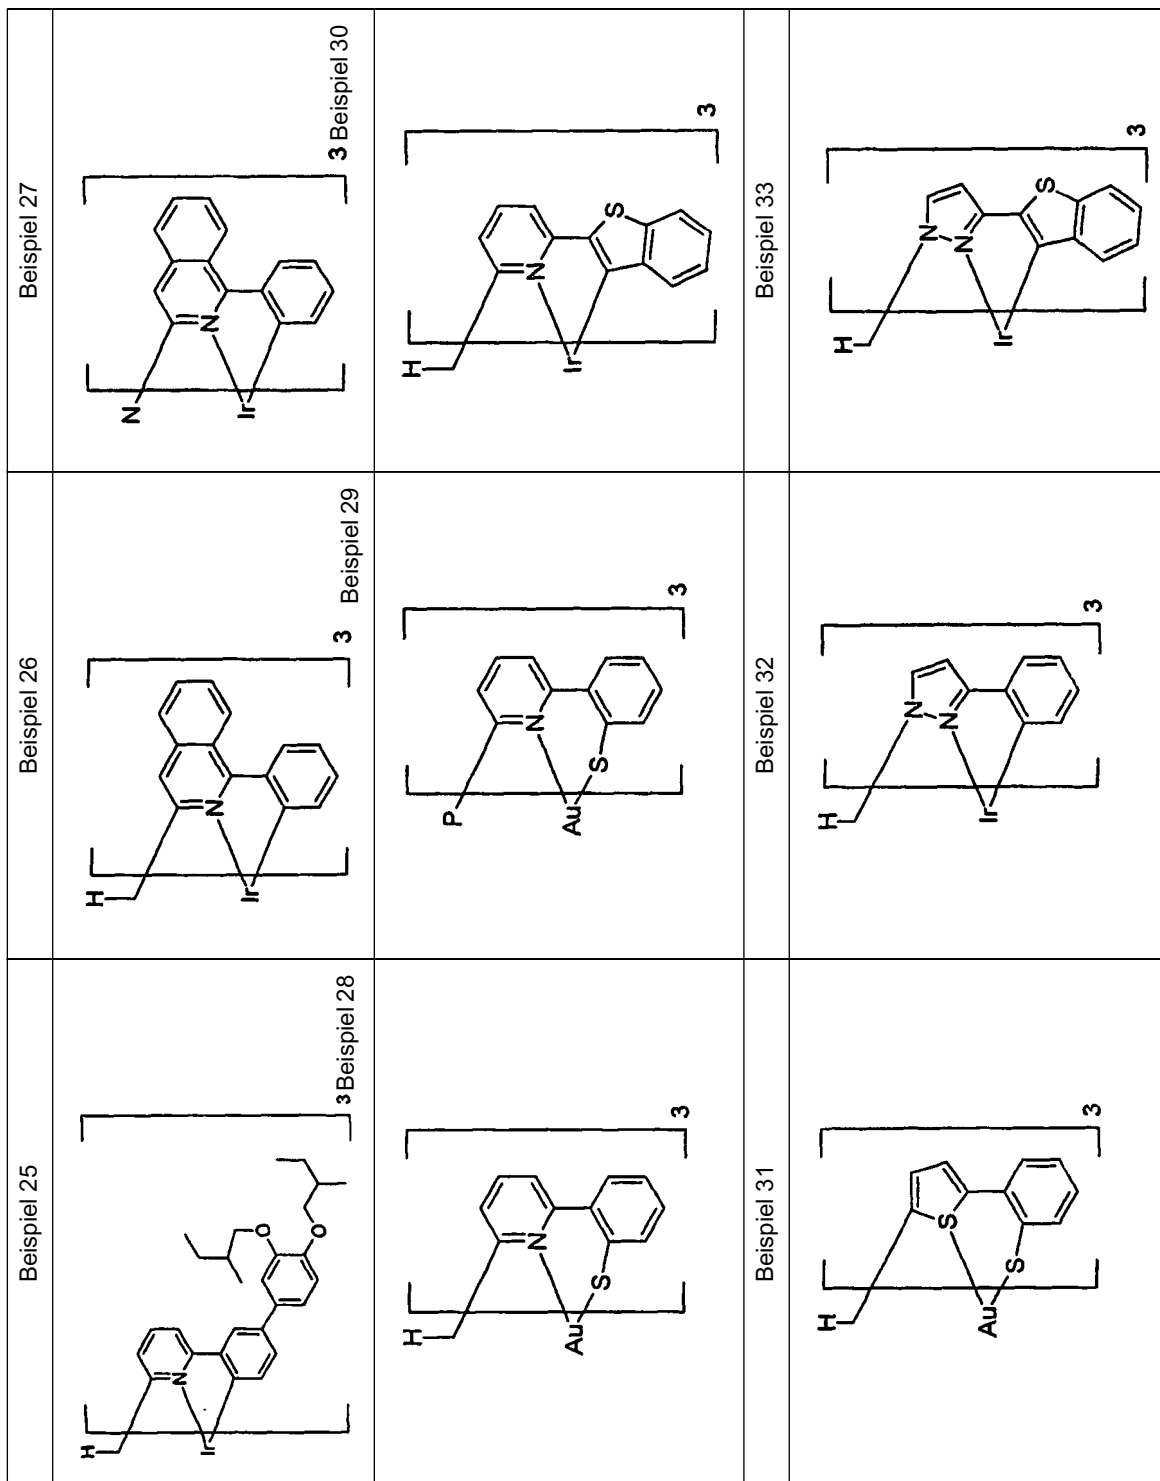 Beispiel 25
Beispiel 26
Beispiel 27
H
N
Ir
O
O
3
H
N
Ir
3
N
N
Ir
3
Beispiel 28
Beispiel 29
Beispiel 30
H
N
Au
S
3
P
N
Au
S
3
H
N
Ir
S
3
Beispiel 31
Beispiel 32
Beispiel 33
H
S
Au
S
3
H
N
N
Ir
3
H
N
N
Ir
S
3